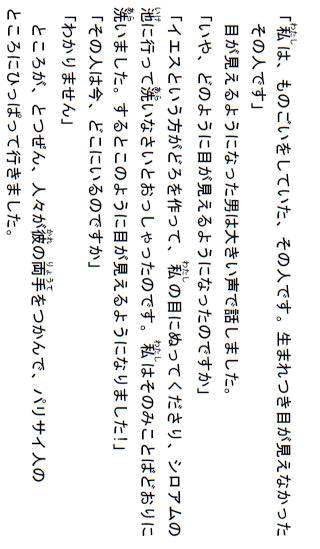 「私は、ものごいをしていた、その人です。生まれつき目が見えなかった
その人です」
目が見えるようになった男は大きい声で話しました。
「いや、どのように目が見えるようになったのですか」
「イエスという方がどろを作って、私の目にぬってくださり、シロアムの
池に行って洗いなさいとおっしゃったのです。私はそのみことばどおりに
洗いました。するとこのように目が見えるようになりました!」
「その人は今、どこにいるのですか」
「わかりません」
ところが、とつぜん、人々が彼の両手をつかんで、パリサイ人の
ところにひっぱって行きました。